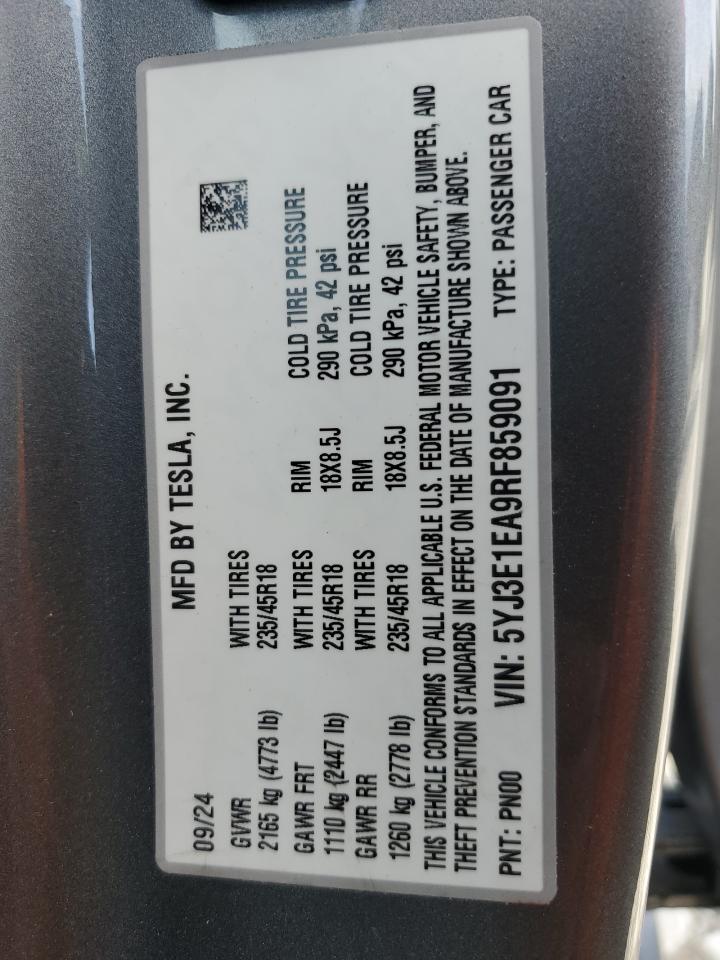 MFD BY TESLA, INC.
09/24
GVWR WITH TIRES
2165 kg (4773 lb) 235/45R18
GAWR FRT WITH TIRES RIM COLD TIRE PRESSURE
1110 kg (2447 lb) 235/45R18 18X8.5J 290 kPa, 42 psi
GAWR RR WITH TIRES RIM COLD TIRE PRESSURE
1260 kg (2778 lb) 235/45R18 18X8.5J 290 kPa, 42 psi
THIS VEHICLE CONFORMS TO ALL APPLICABLE U.S. FEDERAL MOTOR VEHICLE SAFETY, BUMPER, AND
THEFT PREVENTION STANDARDS IN EFFECT ON THE DATE OF MANUFACTURE SHOWN ABOVE.
PNT: PN00 VIN: 5YJ3E1EA9RF859091 TYPE: PASSENGER CAR